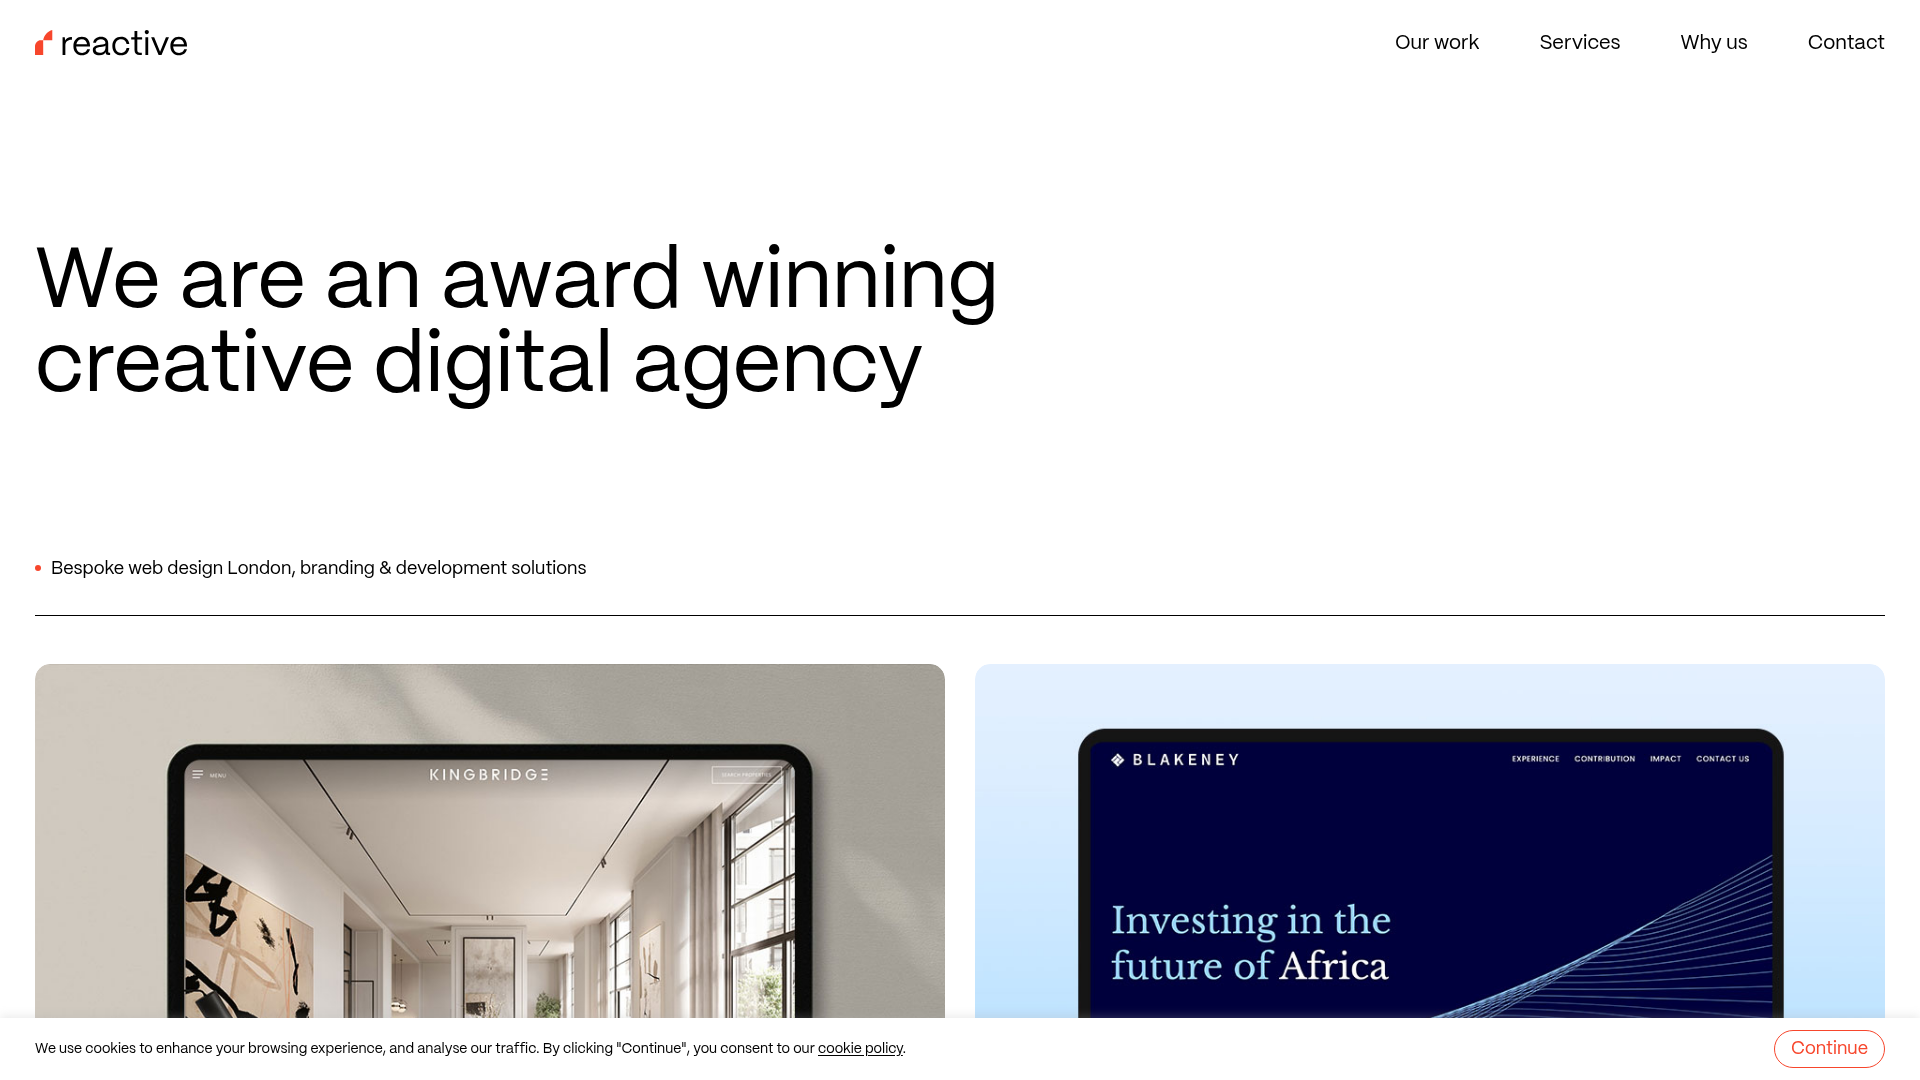 reactive
Our work
Services
Why us
Contact
We are an award winning
creative digital agency
Bespoke web design London, branding & development solutions
MENU
KINGBRIDGE
SEARCH PROPERTIES
BLAKENEY
EXPERIENCE
CONTRIBUTION
IMPACT
CONTACT US
Investing in the
future of Africa
We use cookies to enhance your browsing experience, and analyse our traffic. By clicking "Continue", you consent to our cookie policy.
Continue